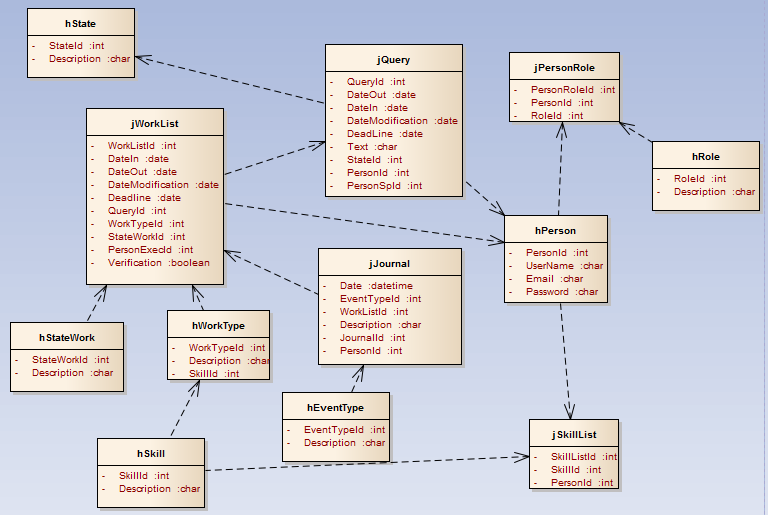 hState
- StateId :int
- Description :char
jQuery
- QueryId :int
- DateOut :date
- DateIn :date
- DateModification :date
- DeadLine :date
- Text :char
- StateId :int
- PersonId :int
- PersonSpId :int
jPersonRole
- PersonRoleId :int
- PersonId :int
- RoleId :int
jWorkList
- WorkListId :int
- DateIn :date
- DateOut :date
- DateModification :date
- Deadline :date
- QueryId :int
- WorkTypeId :int
- StateWorkId :int
- PersonExecId :int
- Verification :boolean
hRole
- RoleId :int
- Description :char
hPerson
- PersonId :int
- UserName :char
- Email :char
- Password :char
jJournal
- Date :datetime
- EventTypeId :int
- WorkListId :int
- Description :char
- JournalId :int
- PersonId :int
hStateWork
- StateWorkId :int
- Description :char
hWorkType
- WorkTypeId :int
- Description :char
- SkillId :int
hEventType
- EventTypeId :int
- Description :char
hSkill
- SkillId :int
- Description :char
jSkillList
- SkillListId :int
- SkillId :int
- PersonId :int